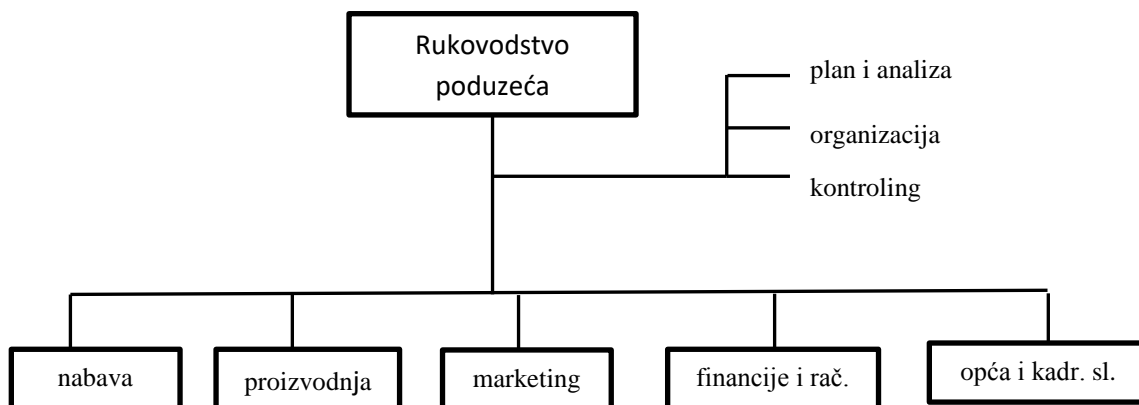 Rukovodstvo
poduzeća
plan i analiza
organizacija
kontroling
nabava
proizvodnja
marketing
financije i rač.
opća i kadr. sl.